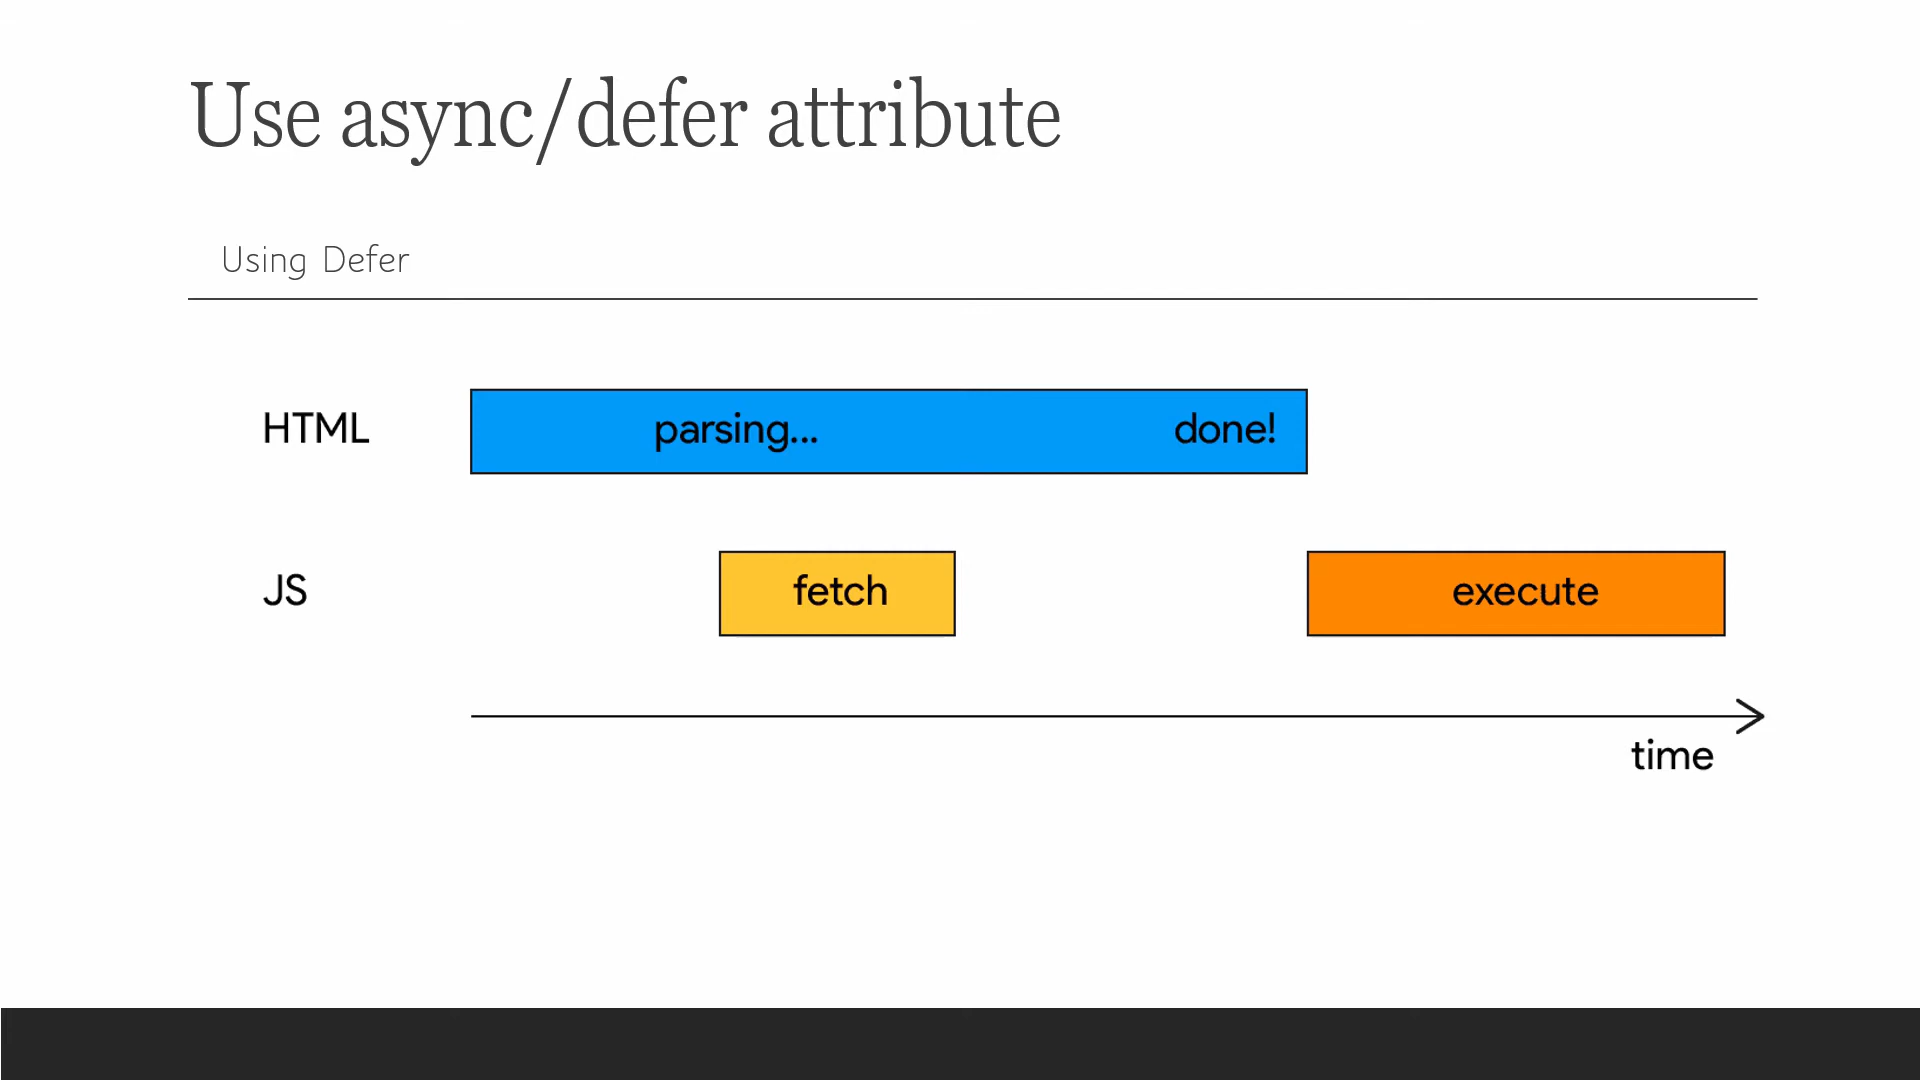 Use async/defer attribute
Using Defer
HTML
parsing...
done!
JS
fetch
execute
time